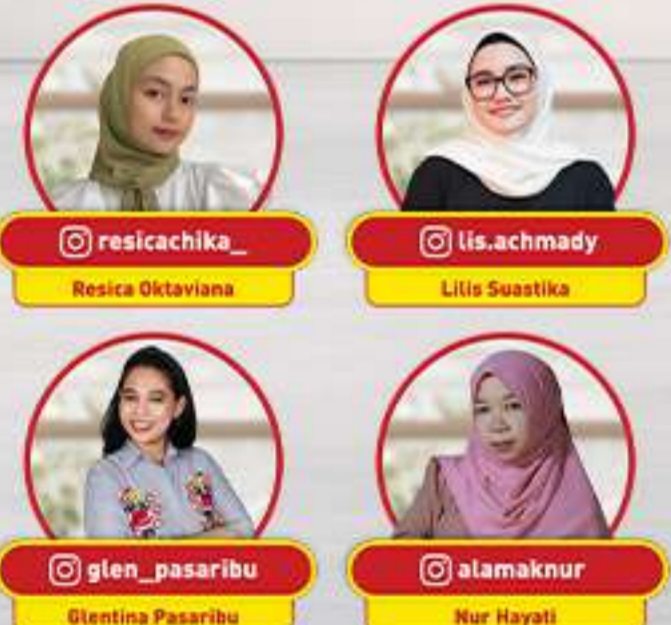 resicachika_
Resica Oktaviana
lis.achmady
Lilis Suastika
glen_pasaribu
Glentina Pasaribu
alamaknur
Nur Hayati